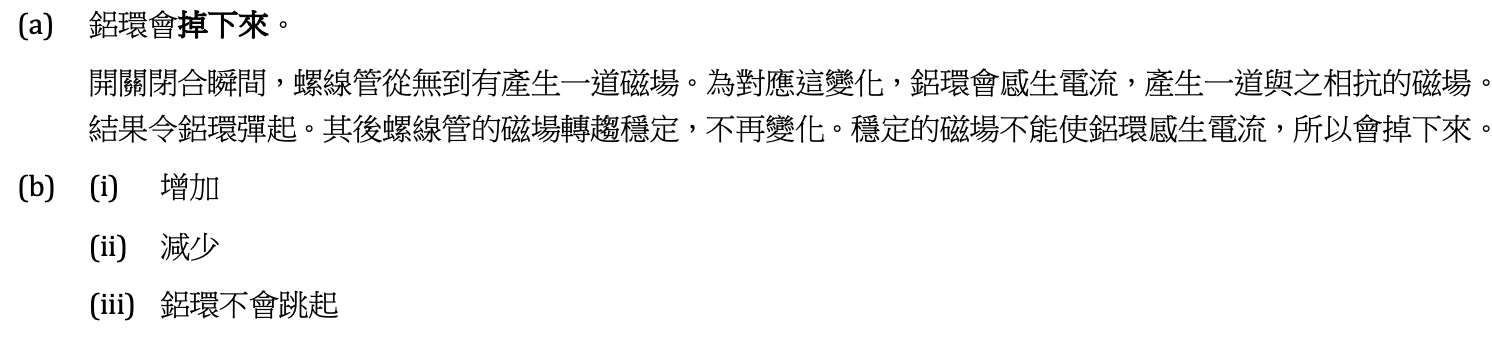 (a) 鋁環會掉下來。
開關閉合瞬間，螺線管從無到有產生一道磁場。為對應這變化，鋁環會感生電流，產生一道與之相抗的磁場。
結果令鋁環彈起。其後螺線管的磁場轉趨穩定，不再變化。穩定的磁場不能使鋁環感生電流，所以會掉下來。
(b) (i) 增加
(ii) 減少
(iii) 鋁環不會跳起